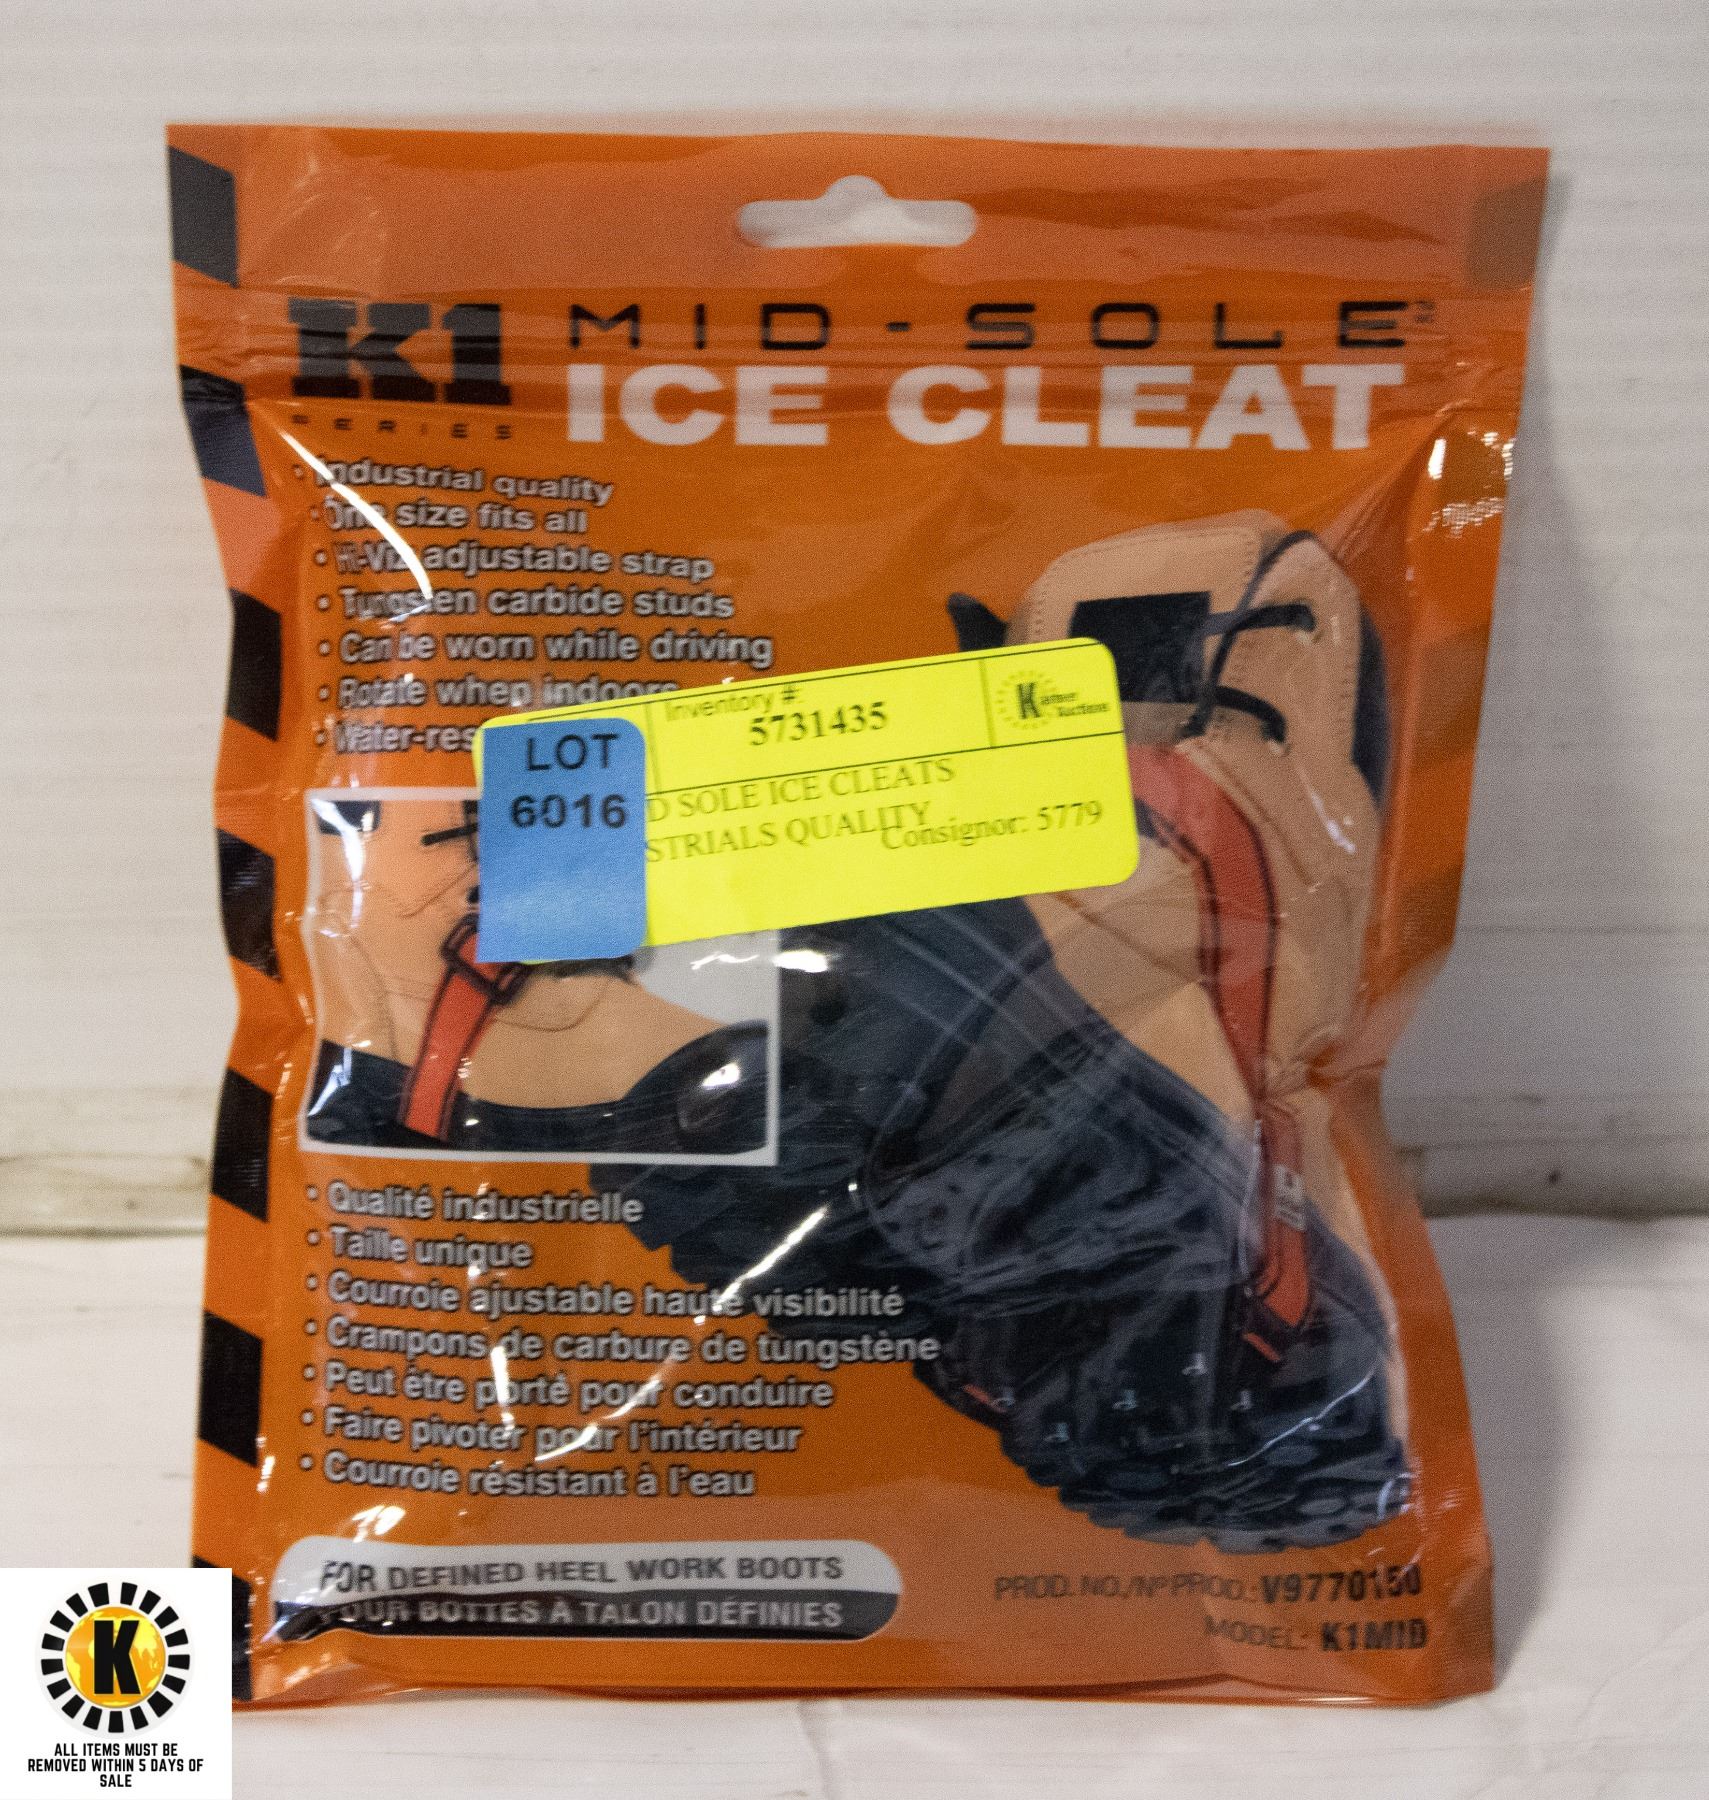 K1
SERIES
MID-SOLE
ICE CLEAT
• Industrial quality
• One size fits all
• Hi-Viz adjustable strap
• Tungsten carbide studs
• Can be worn while driving
• Rotate when indoors
• Water-res
LOT
6016
Inventory #:
5731435
K
D SOLE ICE CLEATS
STRIALS QUALITY
Consignor: 5779
• Qualité industrielle
• Taille unique
• Courroie ajustable haute visibilité
• Crampons de carbure de tungstène
• Peut être porté pour conduire
• Faire pivoter pour l'intérieur
• Courroie résistant à l'eau
FOR DEFINED HEEL WORK BOOTS
POUR BOTTES À TALON DÉFINIES
PROD. NO./Nº PROD.: V9770150
MODEL: K1MID
K
ALL ITEMS MUST BE
REMOVED WITHIN 5 DAYS OF
SALE